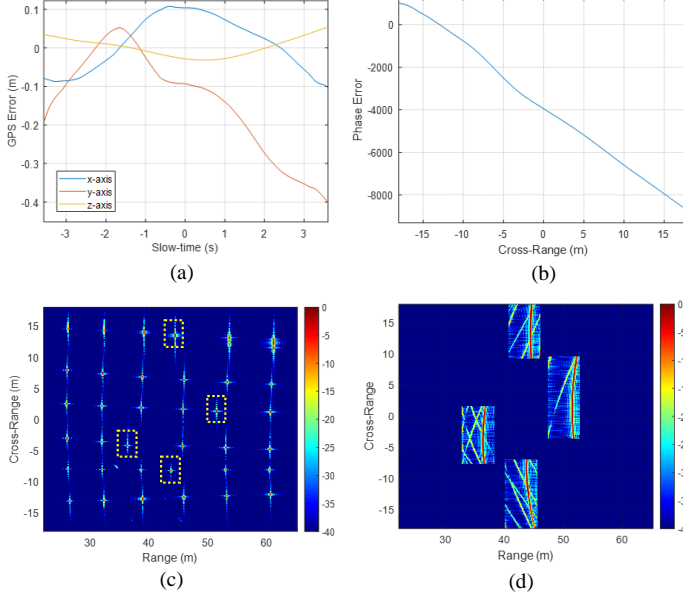 0.1
0
-0.1
-0.2
-0.3
-0.4
GPS Error (m)
x-axis
y-axis
z-axis
-3 -2 -1 0 1 2 3
Slow-time (s)
(a)
0
-2000
-4000
-6000
-8000
Phase Error
-15 -10 -5 0 5 10 15
Cross-Range (m)
(b)
15
10
5
0
-5
-10
-15
Cross-Range (m)
30 40 50 60
Range (m)
0
-5
-10
-15
-20
-25
-30
-35
-40
(c)
15
10
5
0
-5
-10
-15
Cross-Range
30 40 50 60
Range (m)
0
(d)